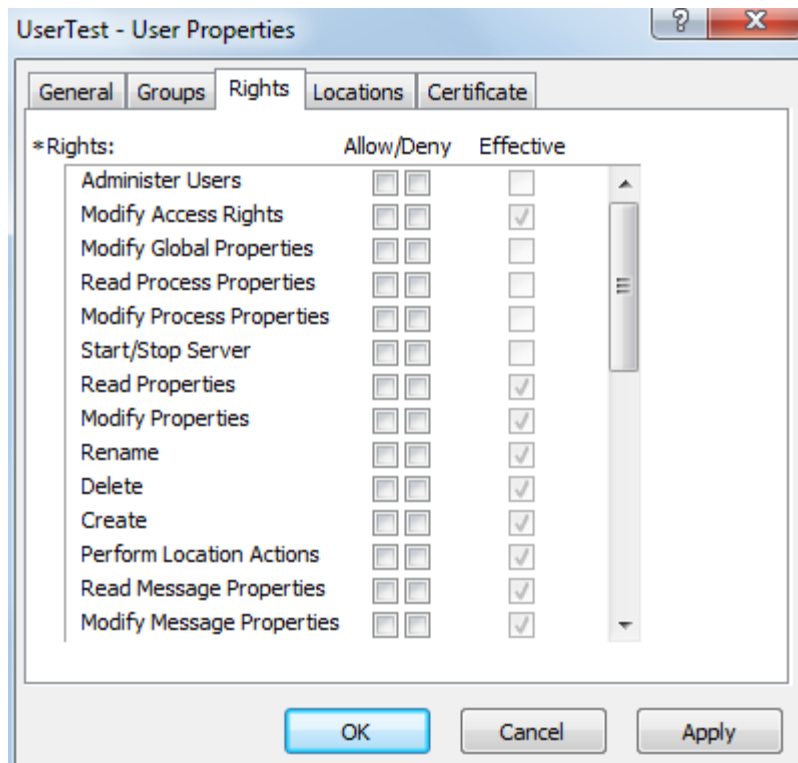 UserTest - User Properties
General Groups Rights Locations Certificate
*Rights: Allow/Deny Effective
Administer Users
Modify Access Rights
Modify Global Properties
Read Process Properties
Modify Process Properties
Start/Stop Server
Read Properties
Modify Properties
Rename
Delete
Create
Perform Location Actions
Read Message Properties
Modify Message Properties
OK Cancel Apply